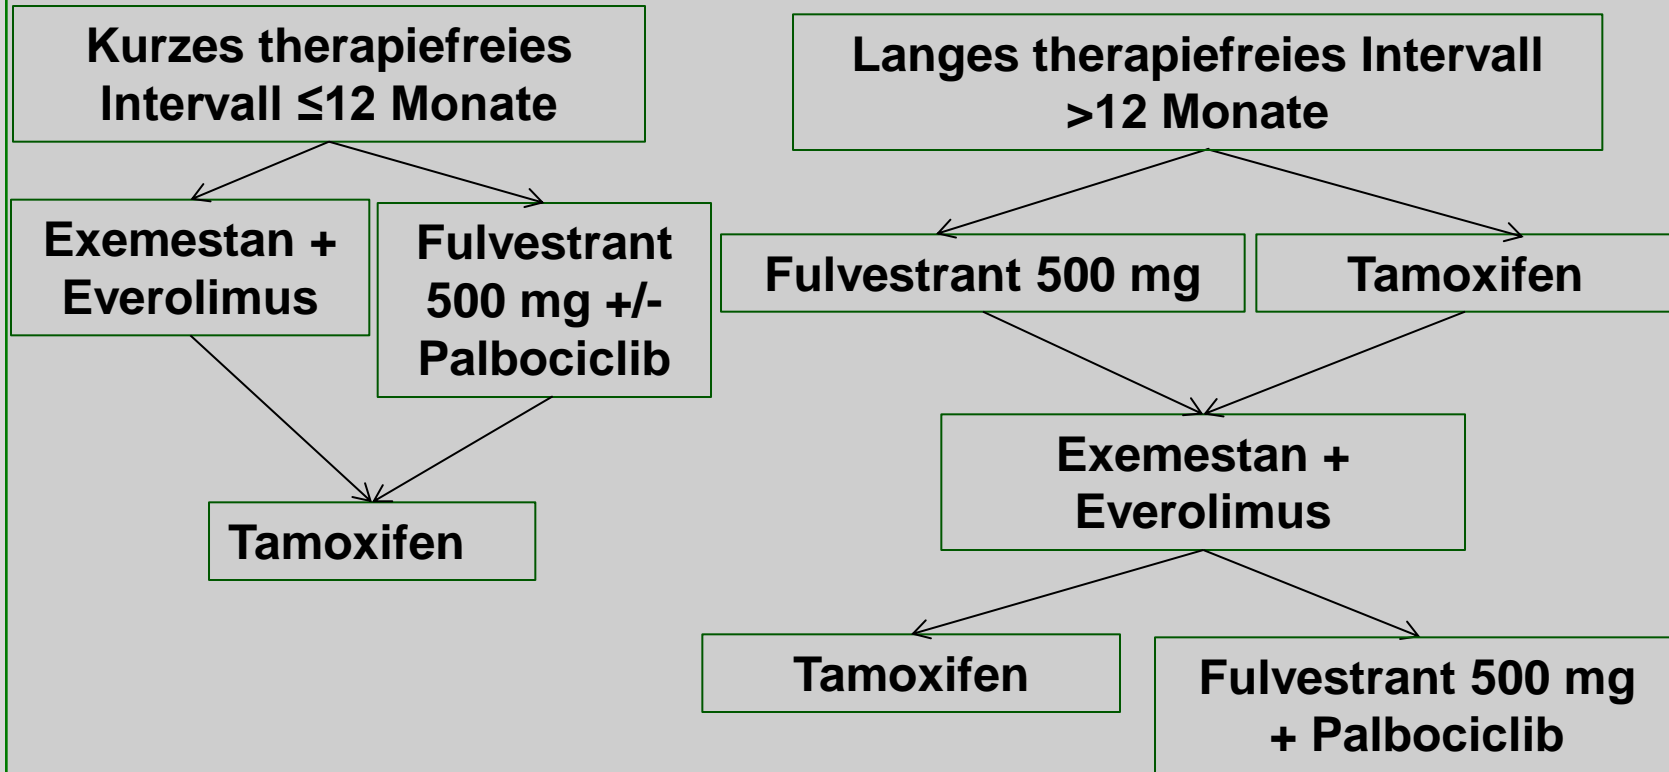 Kurzes therapiefreies
Intervall ≤12 Monate
Langes therapiefreies Intervall
>12 Monate
Exemestan +
Everolimus
Fulvestrant
500 mg +/-
Palbociclib
Fulvestrant 500 mg
Tamoxifen
Exemestan +
Everolimus
Tamoxifen
Tamoxifen
Fulvestrant 500 mg
+ Palbociclib